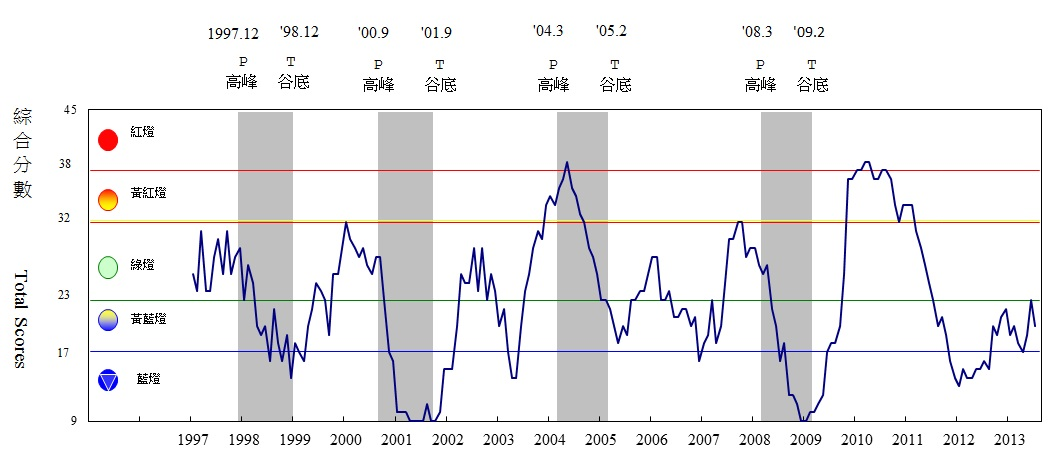 1997.12 '98.12 '00.9 '01.9 '04.3 '05.2 '08.3 '09.2
P T P T P T P T
高峰 谷底 高峰 谷底 高峰 谷底 高峰 谷底
綜合分數 Total Scores
45
紅燈
38
黃紅燈
32
綠燈
23
黃藍燈
17
藍燈
9
1997 1998 1999 2000 2001 2002 2003 2004 2005 2006 2007 2008 2009 2010 2011 2012 2013